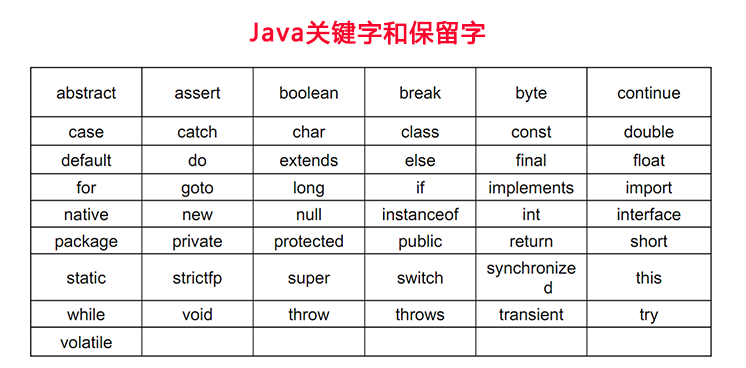 Java关键字和保留字
abstract assert boolean break byte continue
case catch char class const double
default do extends else final float
for goto long if implements import
native new null instanceof int interface
package private protected public return short
static strictfp super switch synchronize
d this
while void throw throws transient try
volatile